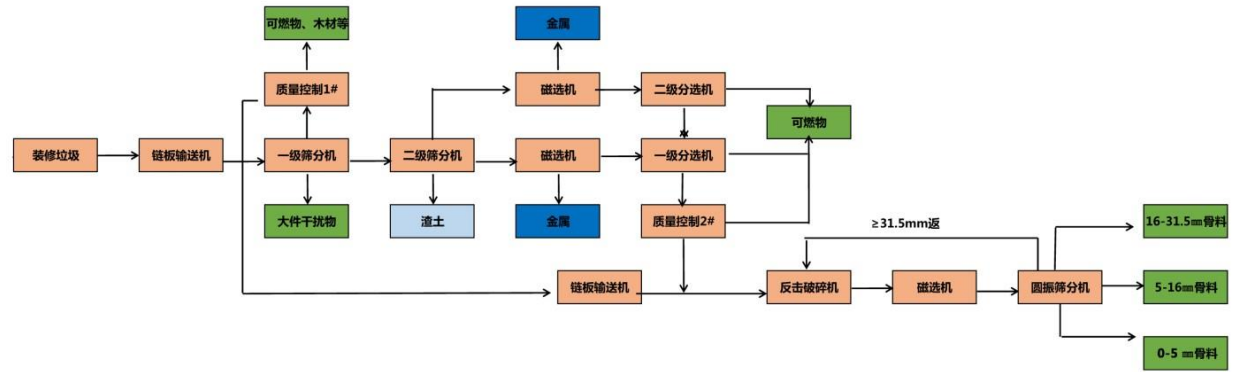 可燃物、木材等
金属
质量控制1#
磁选机
二级分选机
可燃物
装修垃圾
链板输送机
一级筛分机
二级筛分机
磁选机
一级分选机
大件干扰物
渣土
金属
质量控制2#
≥31.5mm返
16-31.5㎜骨料
链板输送机
反击破碎机
磁选机
圆振筛分机
5-16㎜骨料
0-5 ㎜骨料